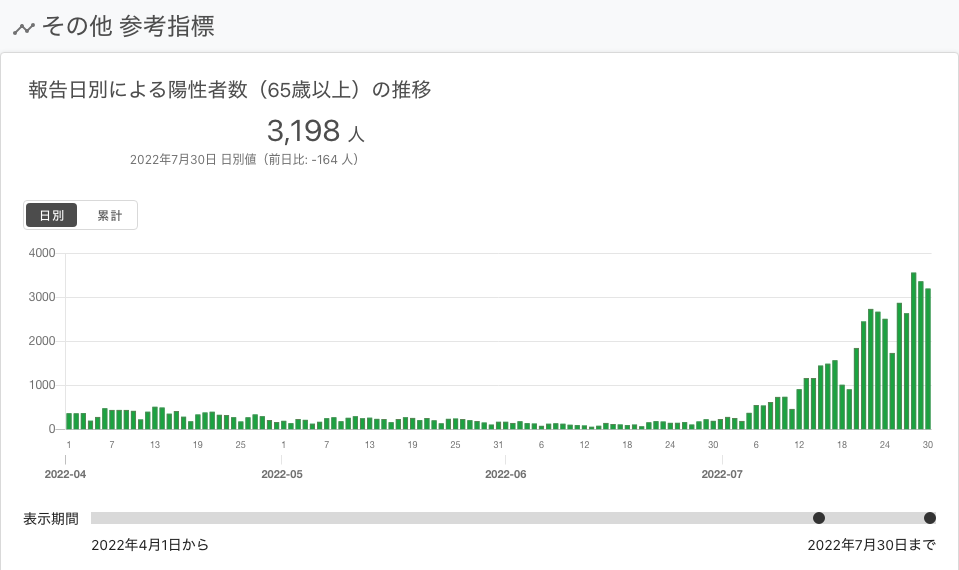 その他 参考指標
報告日別による陽性者数（65歳以上）の推移
3,198 人
2022年7月30日 日別値（前日比: -164 人）
日別 累計
4000
3000
2000
1000
0
1 7 13 19 25 1 7 13 19 25 31 6 12 18 24 30 6 12 18 24 30
2022-04 2022-05 2022-06 2022-07
表示期間
2022年4月1日から 2022年7月30日まで